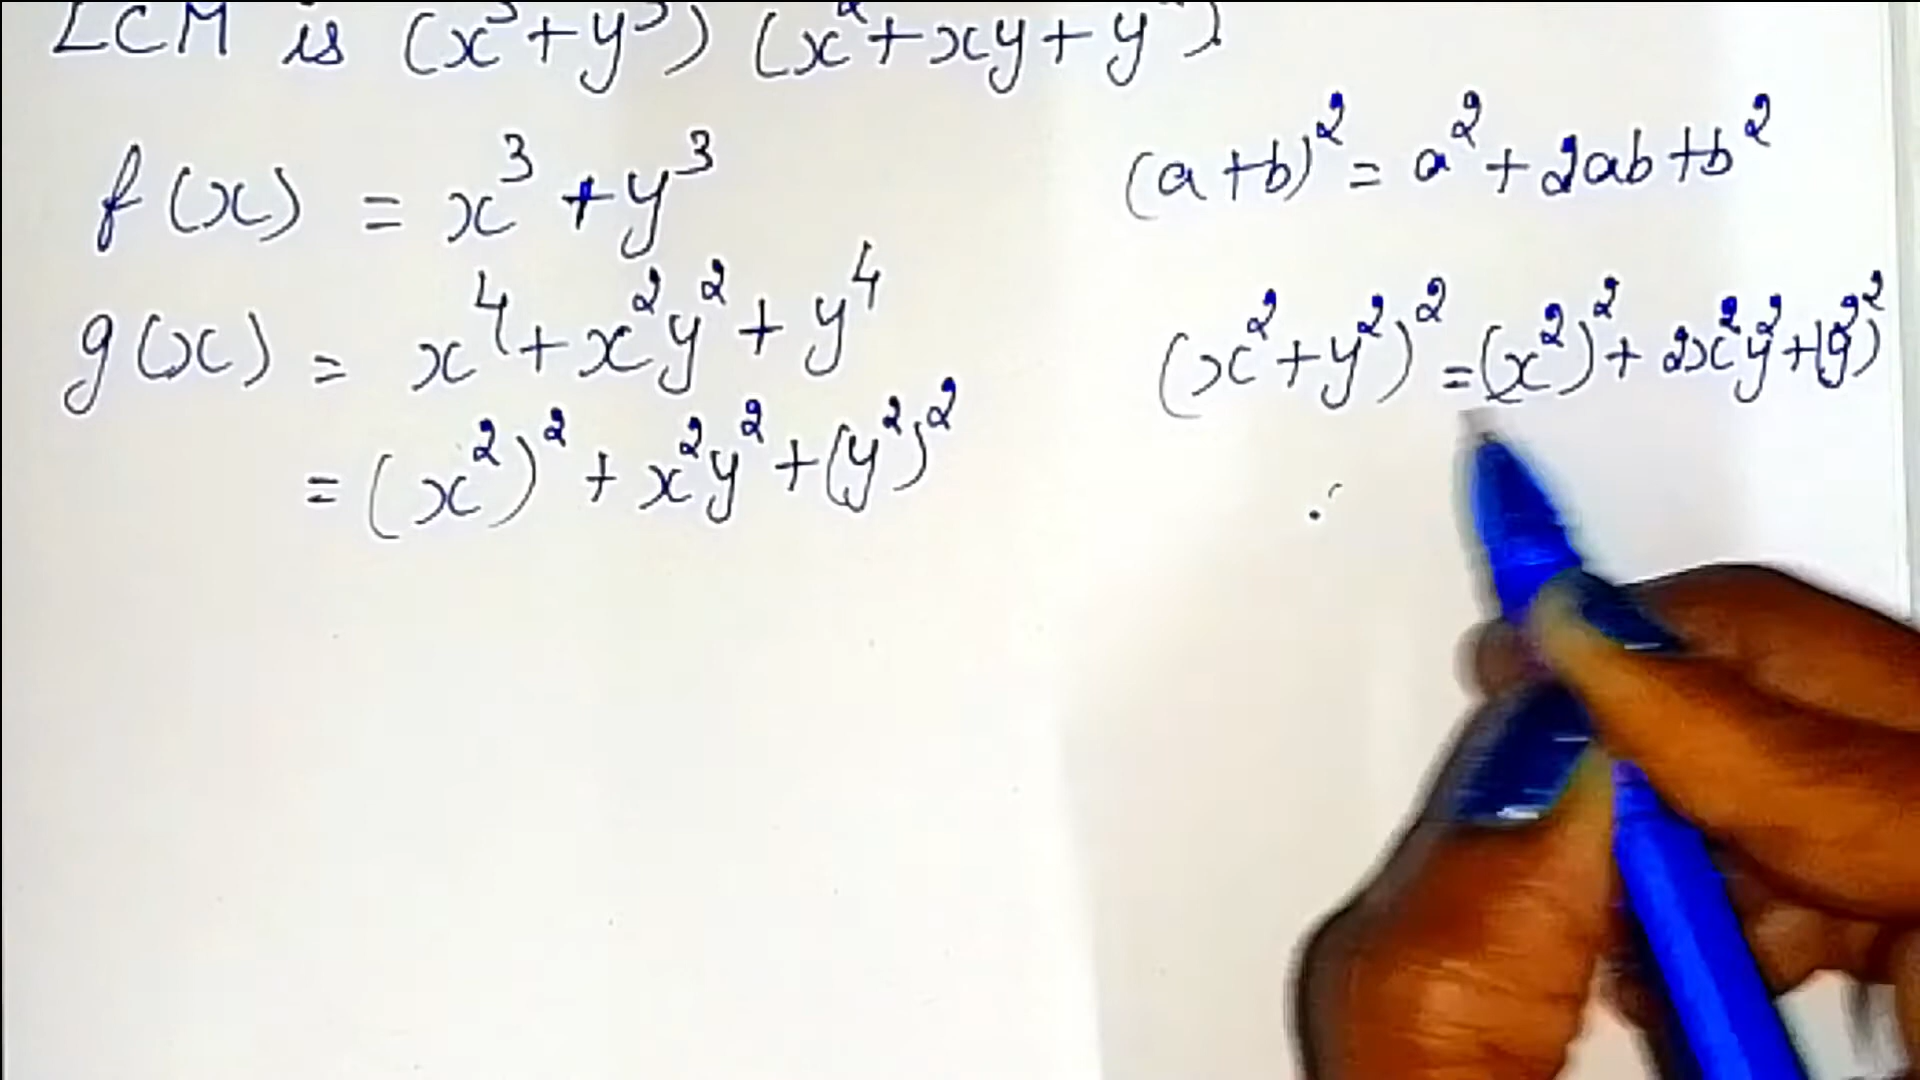 LCM is (x³+y³) (x²+xy+y²).
f(x) = x³ + y³
g(x) = x⁴ + x²y² + y⁴
= (x²)² + x²y² + (y²)²
(a+b)² = a² + 2ab + b²
(x²+y²)² = (x²)² + 2x²y² + (y²)²